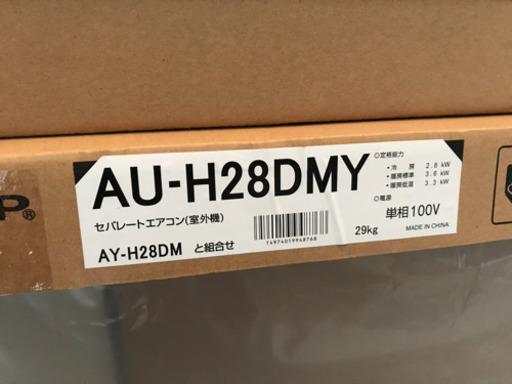 P®
AU-H28DMY
セパレートエアコン(室外機)
AY-H28DM と組合せ
○定格能力
・冷 房 2.8 kW
・暖房標準 3.6 kW
・暖房低温 3.3 kW
○電源
単相100V
29kg
MADE IN CHINA
T4974019948768